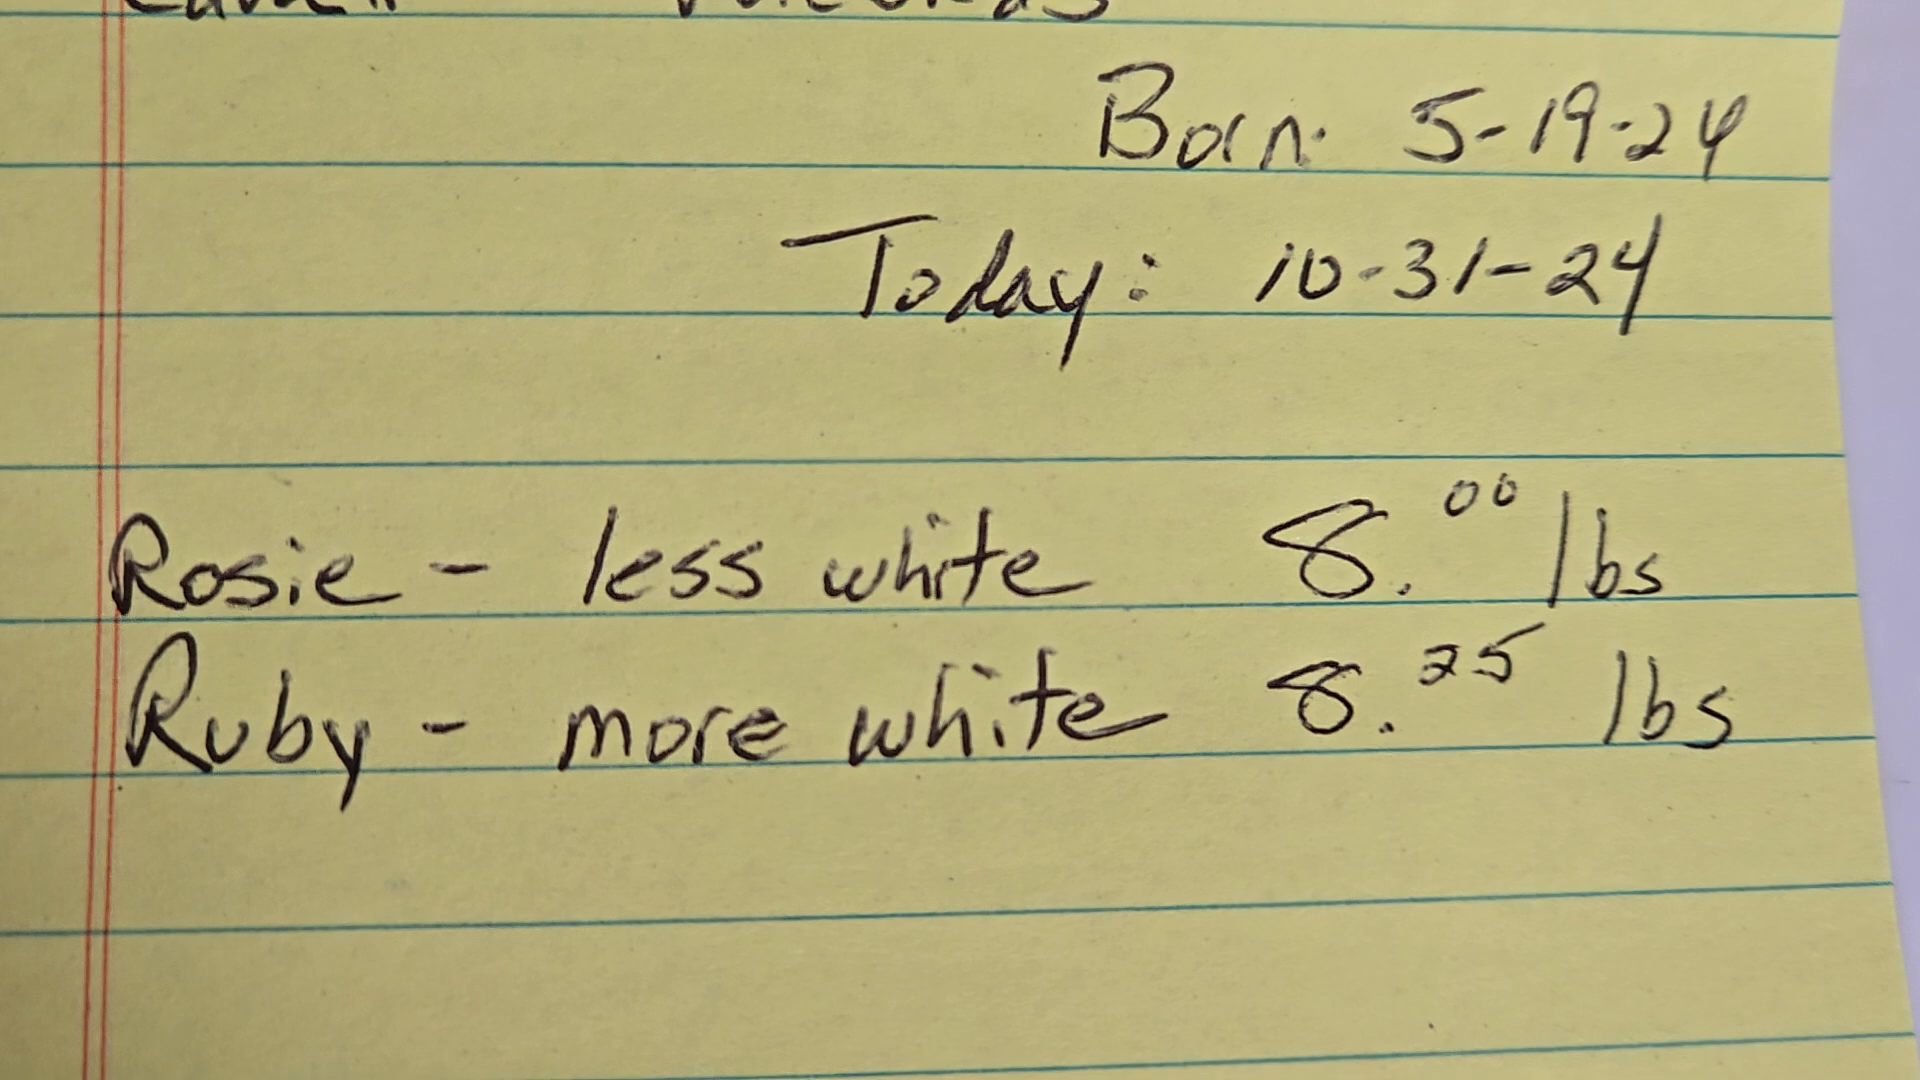 Born: 5-19-24
Today: 10-31-24
Rosie - less white 8.00 lbs
Ruby - more white 8.25 lbs